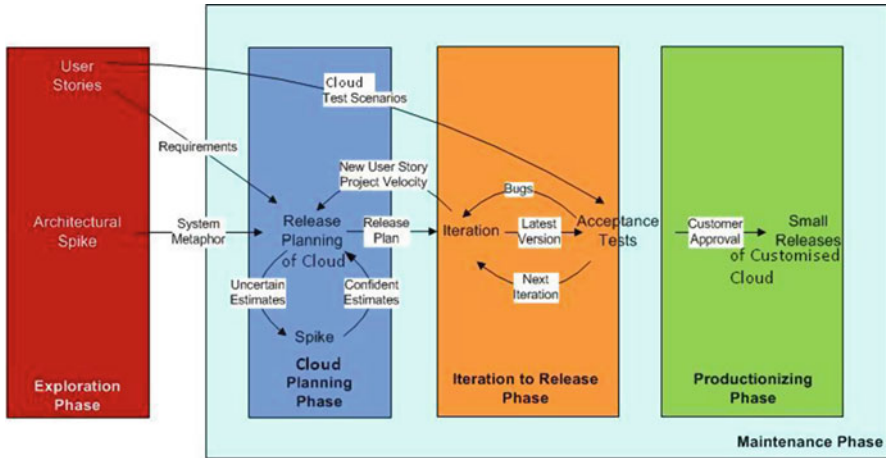 User
Stories
Cloud
Test Scenarios
Requirements
New User Story
Project Velocity
Bugs
Architectural
Spike
System
Metaphor
Release
Planning
of Cloud
Release
Plan
Iteration
Latest
Version
Acceptance
Tests
Customer
Approval
Small
Releases
of Customised
Cloud
Uncertain
Estimates
Confident
Estimates
Next
Iteration
Spike
Exploration
Phase
Cloud
Planning
Phase
Iteration to Release
Phase
Productionizing
Phase
Maintenance Phase